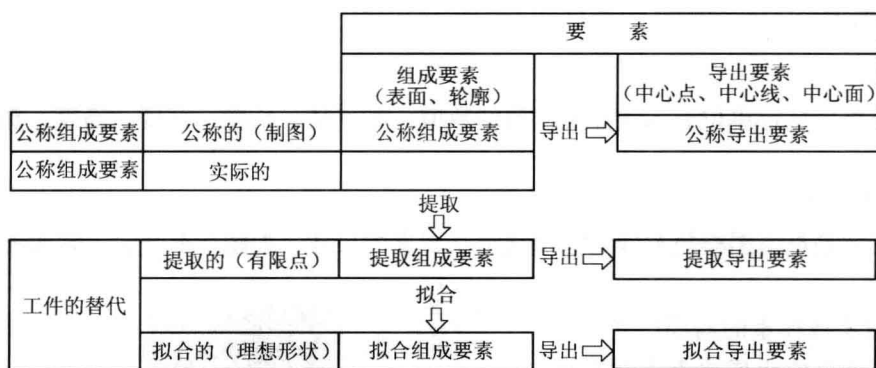 要 素
组成要素
(表面、轮廓)
导出要素
(中心点、中心线、中心面)
公称组成要素 公称的(制图) 公称组成要素 导出 公称导出要素
公称组成要素 实际的
提取
工件的替代
提取的(有限点) 提取组成要素 导出 提取导出要素
拟合
拟合的(理想形状) 拟合组成要素 导出 拟合导出要素